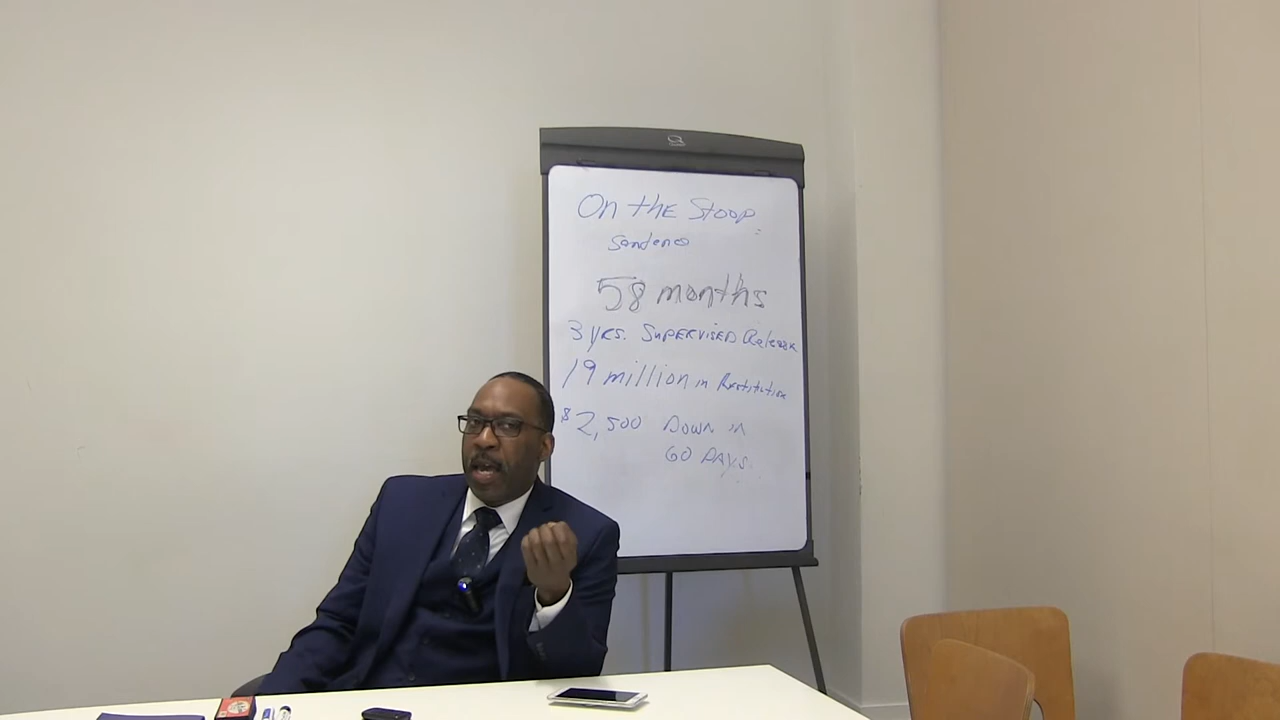 On the Stoop
Sentence
58 months
3 yrs. Supervised Release
19 million in Restitution
$2,500 Down in
60 Days